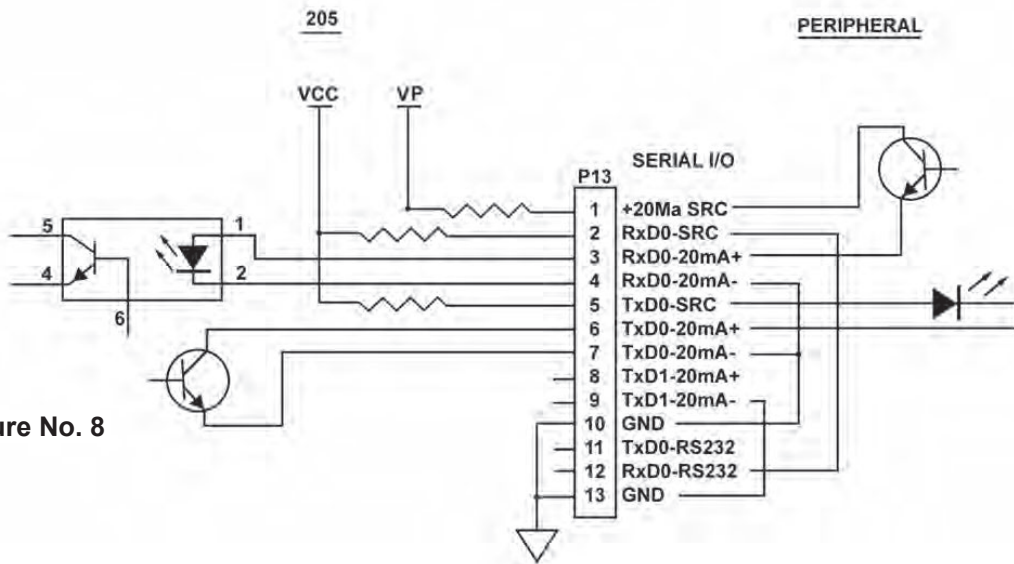 205
PERIPHERAL
VCC
VP
SERIAL I/O
P13
1 +20Ma SRC
2 RxD0-SRC
3 RxD0-20mA+
4 RxD0-20mA-
5 TxD0-SRC
6 TxD0-20mA+
7 TxD0-20mA-
8 TxD1-20mA+
9 TxD1-20mA-
10 GND
11 TxD0-RS232
12 RxD0-RS232
13 GND
5
1
4
2
6
ure No. 8